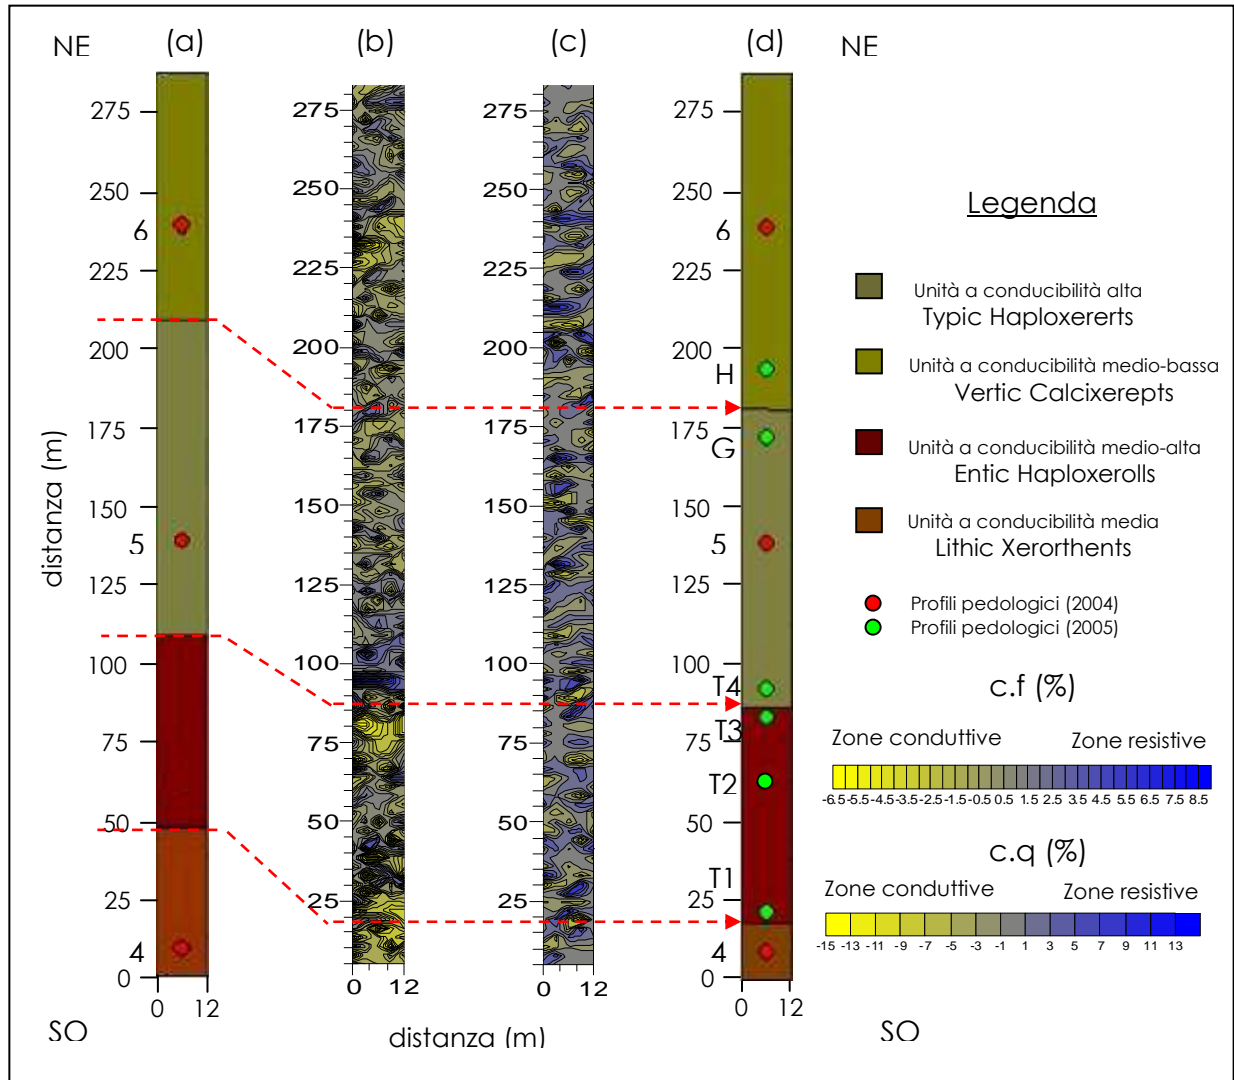 NE (a) (b) (c) (d) NE
275 275 275 275
250 250 250 250
6 6
225 225 225 225
200 200 200 200
H
175 175 175 175
G
150 150 150 150
5 5
125 125 125 125
100 100 100 100
T4
T3
75 75 75 75
T2
50 50 50 50
T1
25 25 25 25
4 4
0 0
0 12 0 12 0 12 0 12
distanza (m)
distanza (m)
SO SO
Legenda
Unità a conducibilità alta
Typic Haploxererts
Unità a conducibilità medio-bassa
Vertic Calcixerepts
Unità a conducibilità medio-alta
Entic Haploxerolls
Unità a conducibilità media
Lithic Xerorthents
Profili pedologici (2004)
Profili pedologici (2005)
c.f (%)
Zone conduttive Zone resistive
-6.5 -5.5 -4.5 -3.5 -2.5 -1.5 -0.5 0.5 1.5 2.5 3.5 4.5 5.5 6.5 7.5 8.5
c.q (%)
Zone conduttive Zone resistive
-15 -13 -11 -9 -7 -5 -3 -1 1 3 5 7 9 11 13